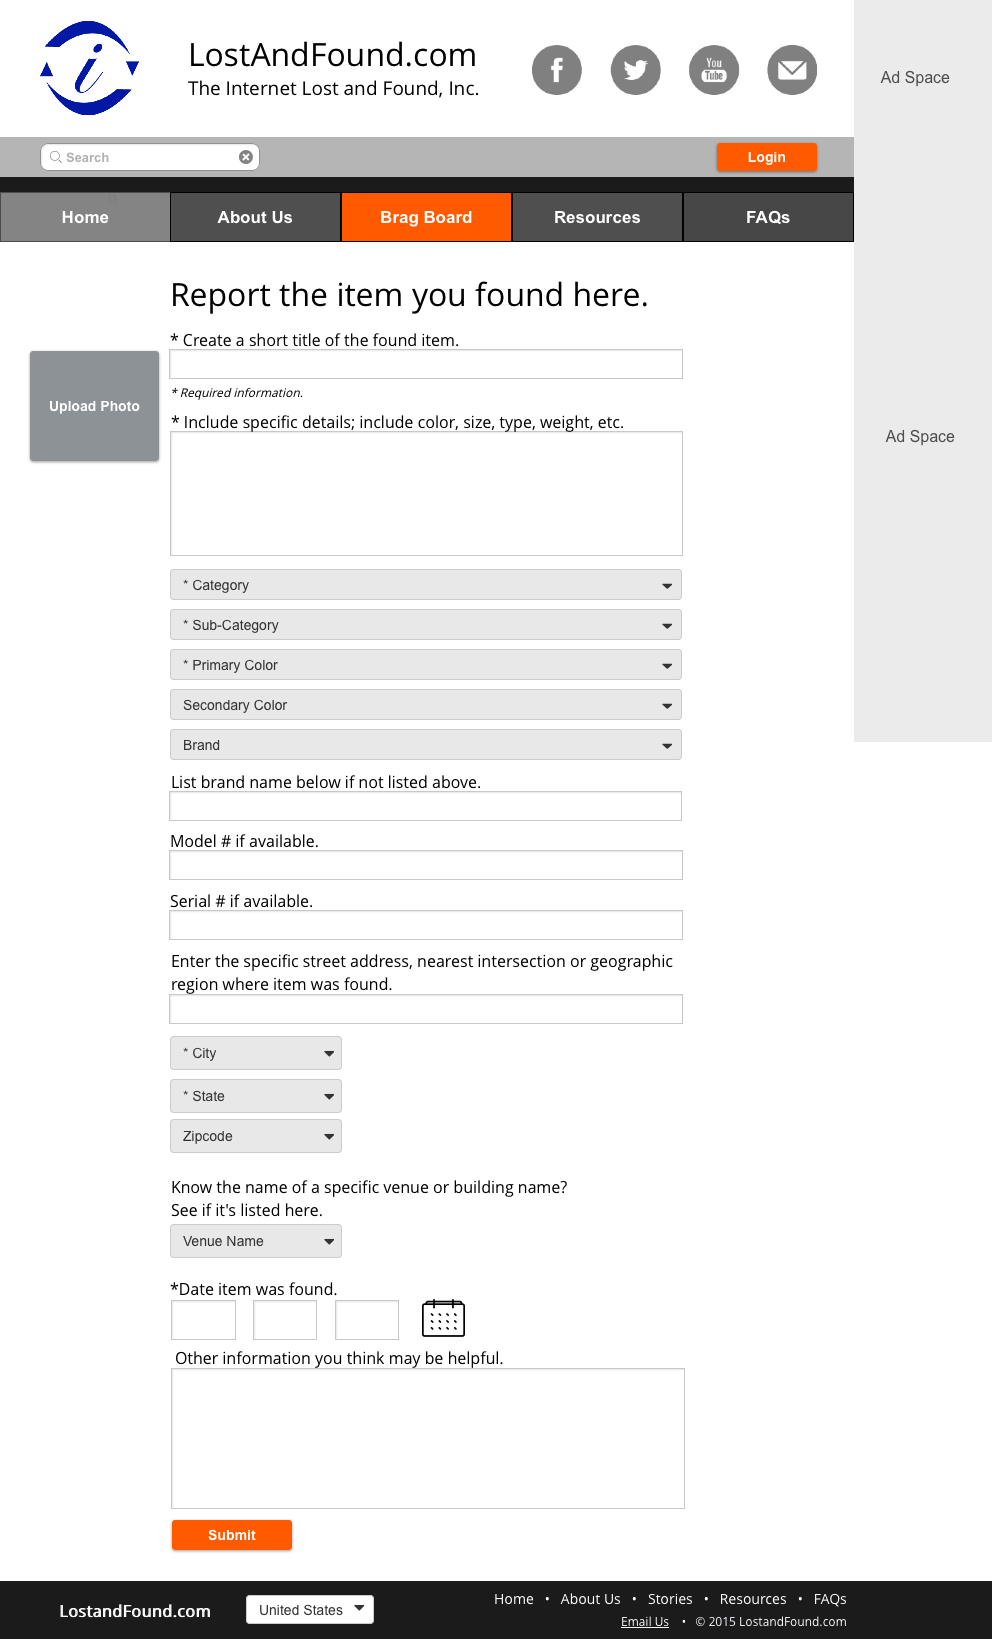 i
LostAndFound.com
The Internet Lost and Found, Inc.
f
You
Tube
Ad Space
Search
Login
Home
About Us
Brag Board
Resources
FAQs
Report the item you found here.
* Create a short title of the found item.
Upload Photo
* Required information.
* Include specific details; include color, size, type, weight, etc.
Ad Space
* Category
* Sub-Category
* Primary Color
Secondary Color
Brand
List brand name below if not listed above.
Model # if available.
Serial # if available.
Enter the specific street address, nearest intersection or geographic
region where item was found.
* City
* State
Zipcode
Know the name of a specific venue or building name?
See if it's listed here.
Venue Name
*Date item was found.
Other information you think may be helpful.
Submit
LostandFound.com
United States
Home • About Us • Stories • Resources • FAQs
Email Us • © 2015 LostandFound.com